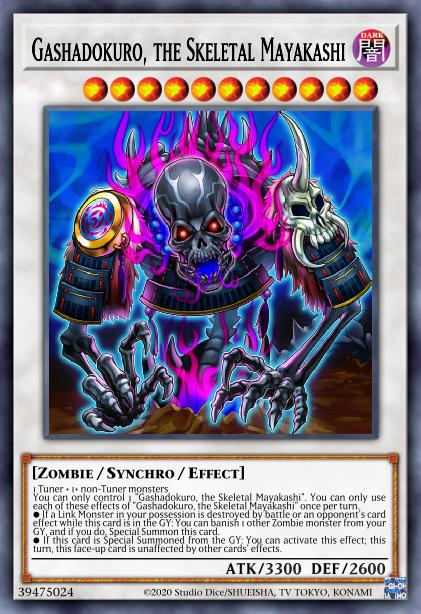 GASHADOKURO, THE SKELETAL MAYAKASHI
DARK
闇
[ZOMBIE / SYNCHRO / EFFECT]
1 Tuner + 1+ non-Tuner monsters
You can only control 1 "Gashadokuro, the Skeletal Mayakashi". You can only use
each of these effects of "Gashadokuro, the Skeletal Mayakashi" once per turn.
● If a Link Monster in your possession is destroyed by battle or an opponent's card
effect while this card is in the GY: You can banish 1 other Zombie monster from your
GY, and if you do, Special Summon this card.
● If this card is Special Summoned from the GY: You can activate this effect; this
turn, this face-up card is unaffected by other cards' effects.
ATK/3300 DEF/2600
39475024
©2020 Studio Dice/SHUEISHA, TV TOKYO, KONAMI